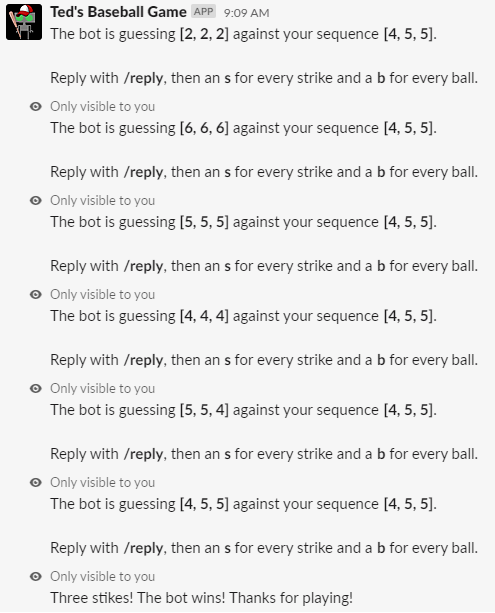 Ted's Baseball Game APP 9:09 AM
The bot is guessing [2, 2, 2] against your sequence [4, 5, 5].
Reply with /reply, then an s for every strike and a b for every ball.
Only visible to you
The bot is guessing [6, 6, 6] against your sequence [4, 5, 5].
Reply with /reply, then an s for every strike and a b for every ball.
Only visible to you
The bot is guessing [5, 5, 5] against your sequence [4, 5, 5].
Reply with /reply, then an s for every strike and a b for every ball.
Only visible to you
The bot is guessing [4, 4, 4] against your sequence [4, 5, 5].
Reply with /reply, then an s for every strike and a b for every ball.
Only visible to you
The bot is guessing [5, 5, 4] against your sequence [4, 5, 5].
Reply with /reply, then an s for every strike and a b for every ball.
Only visible to you
The bot is guessing [4, 5, 5] against your sequence [4, 5, 5].
Reply with /reply, then an s for every strike and a b for every ball.
Only visible to you
Three stikes! The bot wins! Thanks for playing!